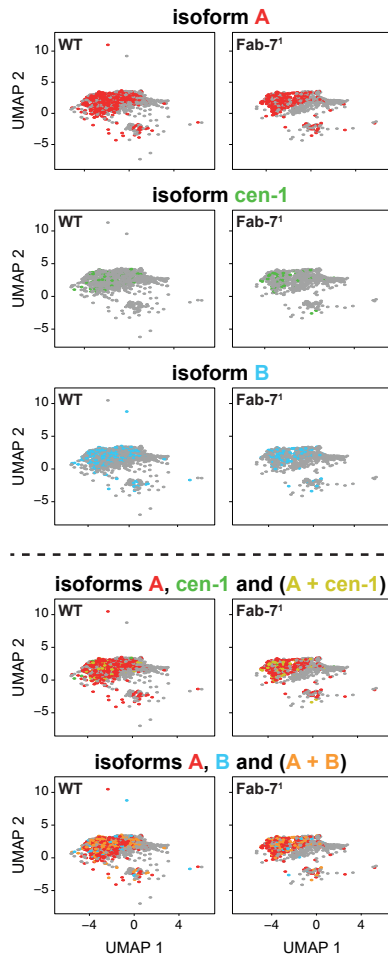 isoform A
WT
Fab-7¹
UMAP 2
10
5
0
−5
isoform cen-1
WT
Fab-7¹
UMAP 2
10
5
0
−5
isoform B
WT
Fab-7¹
UMAP 2
10
5
0
−5
isoforms A, cen-1 and (A + cen-1)
WT
Fab-7¹
UMAP 2
10
5
0
−5
isoforms A, B and (A + B)
WT
Fab-7¹
UMAP 2
10
5
0
−5
−4 0 4 −4 0 4
UMAP 1 UMAP 1